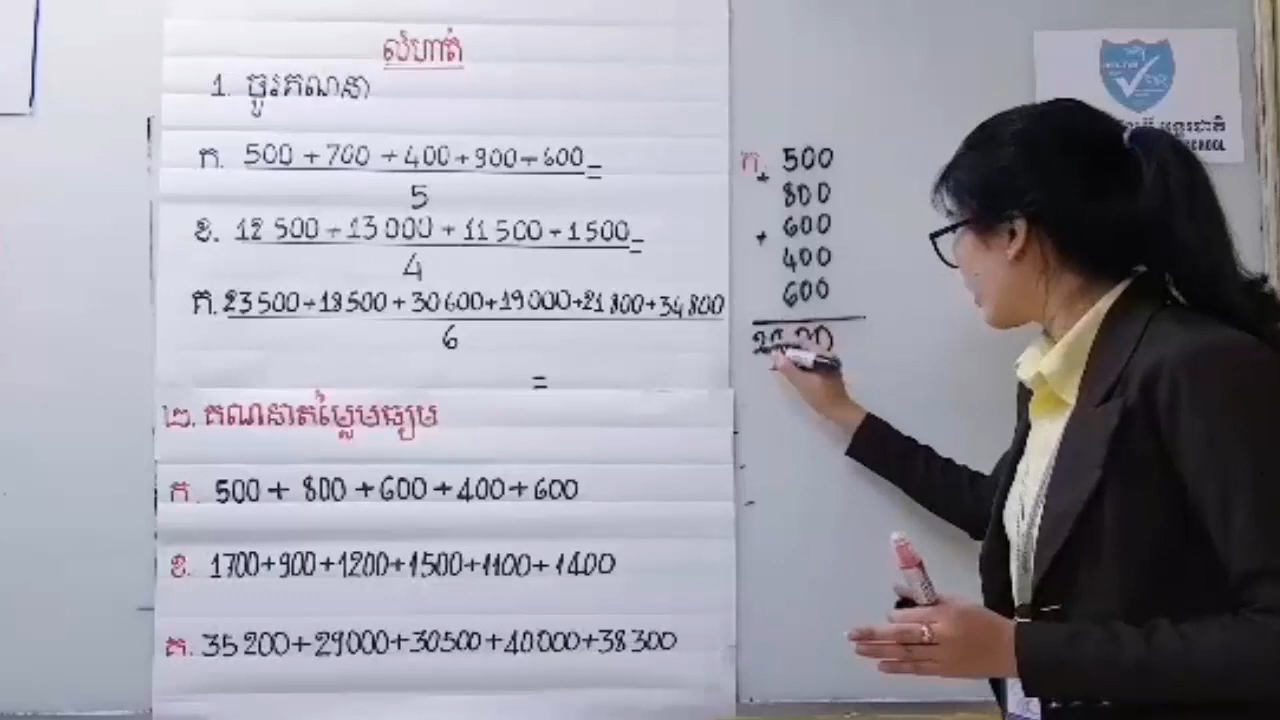 លំហាត់
1. ចូរគណនា
ក. 500 + 700 + 400 + 900 + 600 =
5
ខ. 12 500 + 13 000 + 11 500 + 1 500 =
4
គ. 23 500 + 18 500 + 30 600 + 19 000 + 21 800 + 34 800
6
=
២. គណនាតម្លៃមធ្យម
ក. 500 + 800 + 600 + 400 + 600
ខ. 1700 + 900 + 1200 + 1500 + 1100 + 1400
គ. 35 200 + 29 000 + 30 500 + 40 000 + 38 300
ក. 500
+
800
600
+
400
600